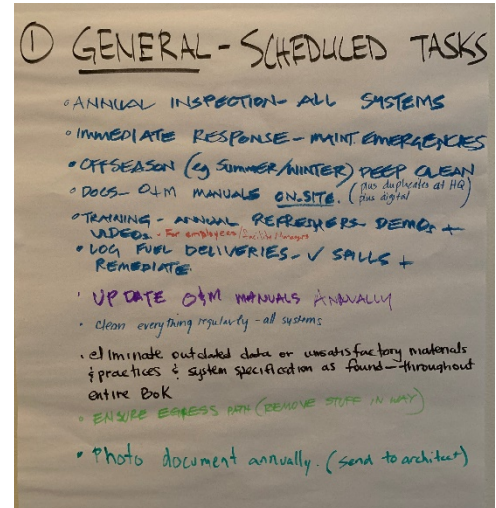 ① GENERAL - SCHEDULED TASKS
• ANNUAL INSPECTION - ALL SYSTEMS
• IMMEDIATE RESPONSE - MAINT. EMERGENCIES
• OFFSEASON (eg SUMMER/WINTER) DEEP CLEAN
• DOCS - O+M MANUALS ON.SITE. (plus duplicates at HQ
plus digital)
• TRAINING - ANNUAL REFRESHERS DEMOS +
VIDEOS. • For employees/Facilities/Managers
• LOG FUEL DELIVERIES - ✓ SPILLS +
REMEDIATE.
• UPDATE O+M MANUALS ANNUALLY
• Clean everything regularly - all systems
• eliminate outdated data or unsatisfactory materials
& practices & system specification as found - throughout
entire BoK
• ENSURE EGRESS PATH (REMOVE STUFF IN WAY)
• Photo document annually. (send to architect)